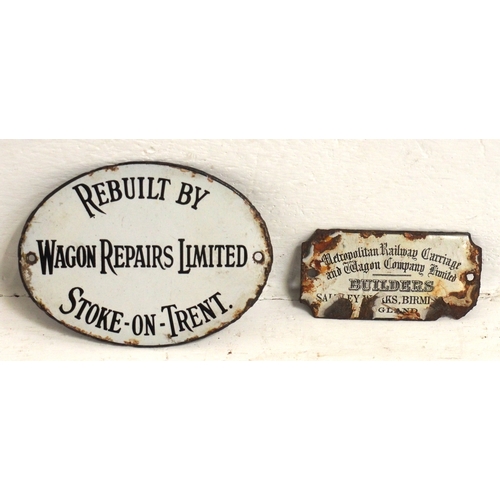 REBUILT BY
WAGON REPAIRS LIMITED
STOKE-ON-TRENT.
Metropolitan Railway Carriage
and Wagon Company Limited
BUILDERS